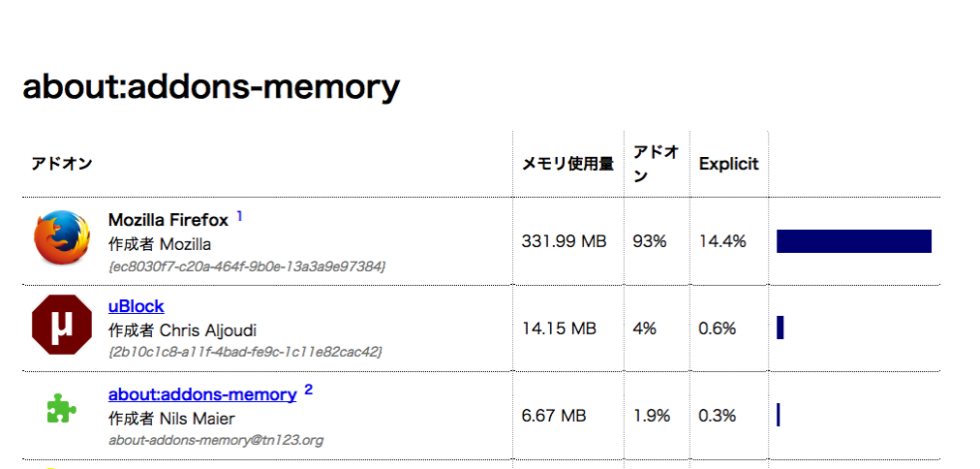 about:addons-memory
アドオン メモリ使用量 アドオン Explicit
Mozilla Firefox 1
作成者 Mozilla
{ec8030f7-c20a-464f-9b0e-13a3a9e97384}
331.99 MB 93% 14.4%
µ
uBlock
作成者 Chris Aljoudi
{2b10c1c8-a11f-4bad-fe9c-1c11e82cac42}
14.15 MB 4% 0.6%
about:addons-memory 2
作成者 Nils Maier
about-addons-memory@tn123.org
6.67 MB 1.9% 0.3%